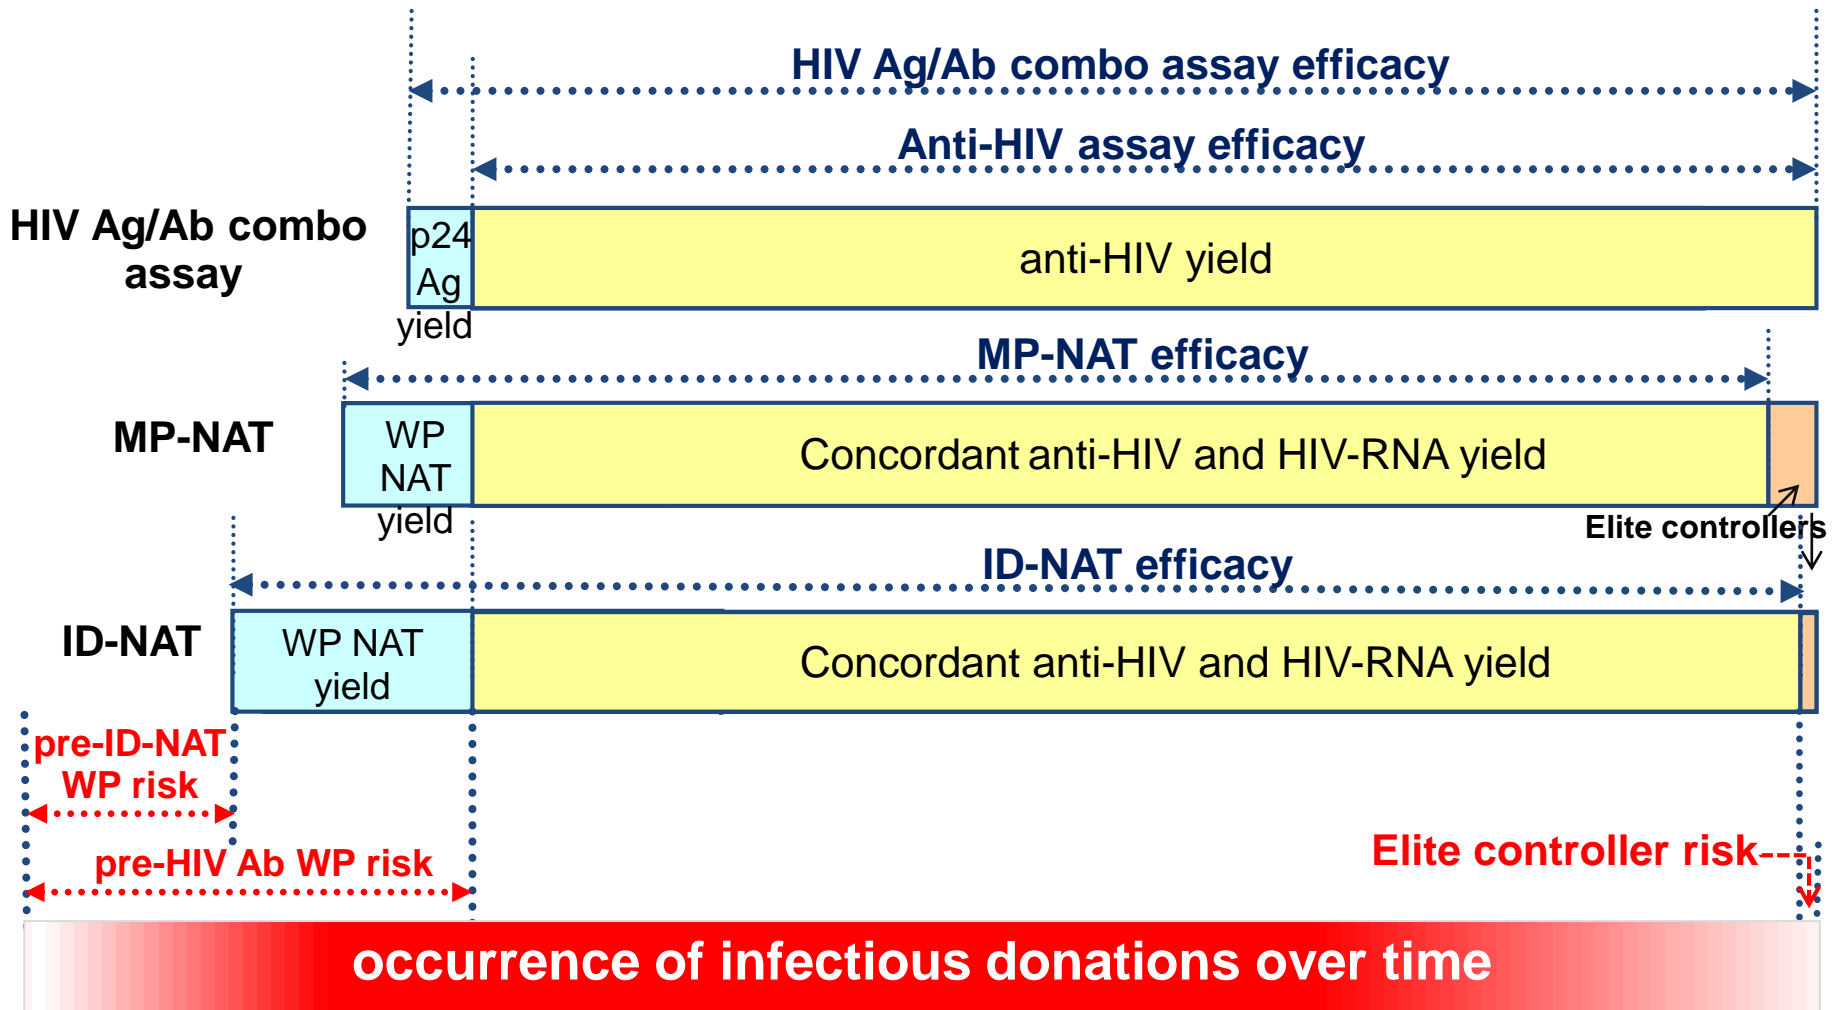 HIV Ag/Ab combo assay efficacy
Anti-HIV assay efficacy
HIV Ag/Ab combo
assay
p24
Ag
yield
anti-HIV yield
MP-NAT efficacy
MP-NAT
WP
NAT
yield
Concordant anti-HIV and HIV-RNA yield
Elite controllers
ID-NAT efficacy
ID-NAT
WP NAT
yield
Concordant anti-HIV and HIV-RNA yield
pre-ID-NAT
WP risk
pre-HIV Ab WP risk
Elite controller risk
occurrence of infectious donations over time